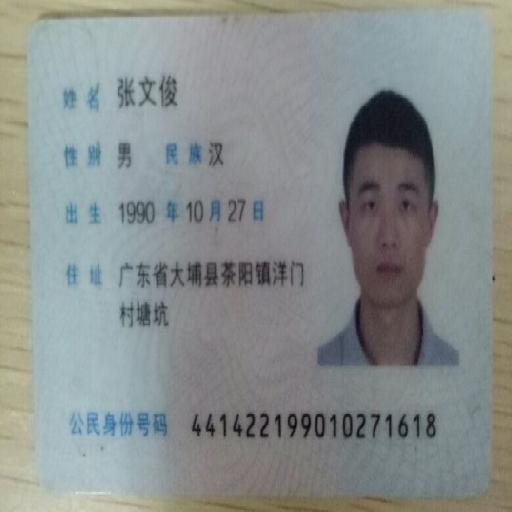 姓名 张文俊
性别 男 民族 汉
出生 1990 年 10 月 27 日
住址 广东省大埔县茶阳镇洋门
村塘坑
公民身份号码 441422199010271618